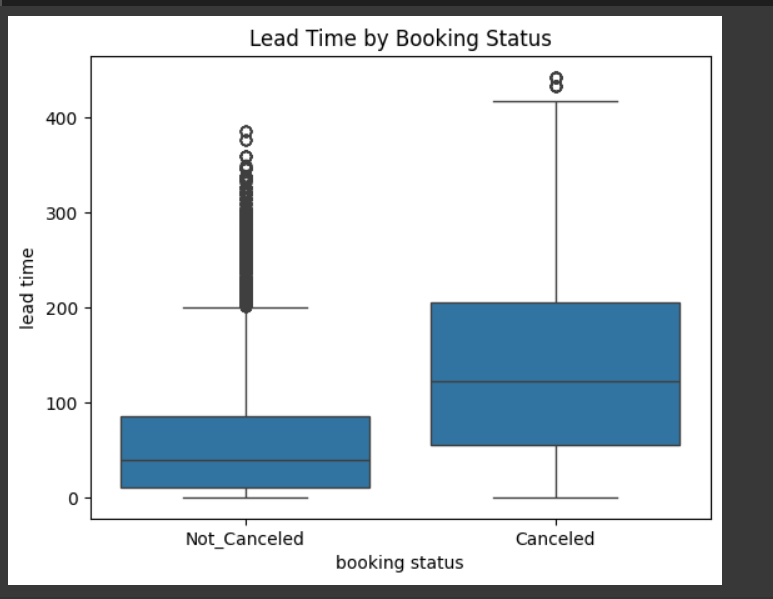 Lead Time by Booking Status
400
300
200
100
0
lead time
Not_Canceled Canceled
booking status